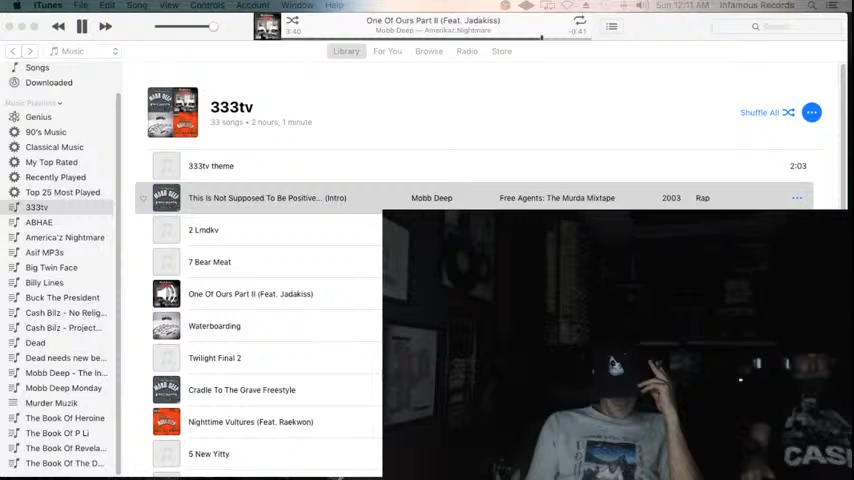 iTunes File Edit Song View Controls Account Window Help Sun 12:11 AM Infamous Records
One Of Ours Part II (Feat. Jadakiss)
3:40 Mobb Deep — Amerikaz Nightmare -0:41
Music Library For You Browse Radio Store
Songs
Downloaded
Music Playlists
Genius
90's Music
Classical Music
My Top Rated
Recently Played
Top 25 Most Played
333tv
ABHAE
America'z Nightmare
Asif MP3s
Big Twin Face
Billy Lines
Buck The President
Cash Bilz - No Relig...
Cash Bilz - Project...
Dead
Dead needs new be...
Mobb Deep - The In...
Mobb Deep Monday
Murder Muzik
The Book Of Heroine
The Book Of P Li
The Book Of Revela...
The Book Of The D...
333tv
33 songs • 2 hours, 1 minute
Shuffle All
333tv theme 2:03
This Is Not Supposed To Be Positive... (Intro) Mobb Deep Free Agents: The Murda Mixtape 2003 Rap
2 Lmdkv
7 Bear Meat
One Of Ours Part II (Feat. Jadakiss)
Waterboarding
Twilight Final 2
Cradle To The Grave Freestyle
Nighttime Vultures (Feat. Raekwon)
5 New Yitty
CAS